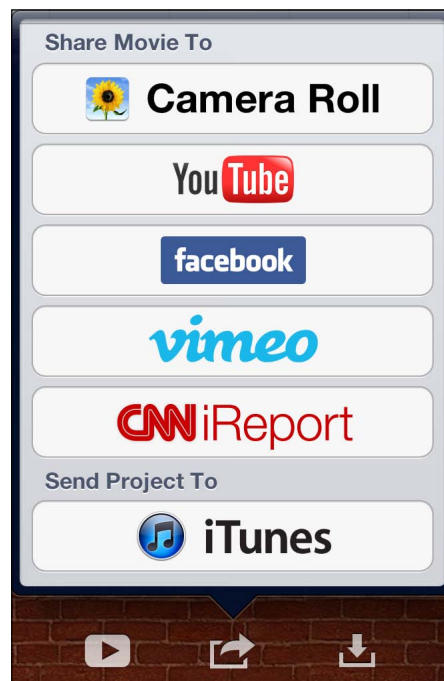 Share Movie To
Camera Roll
YouTube
facebook
vimeo
CNN iReport
Send Project To
iTunes